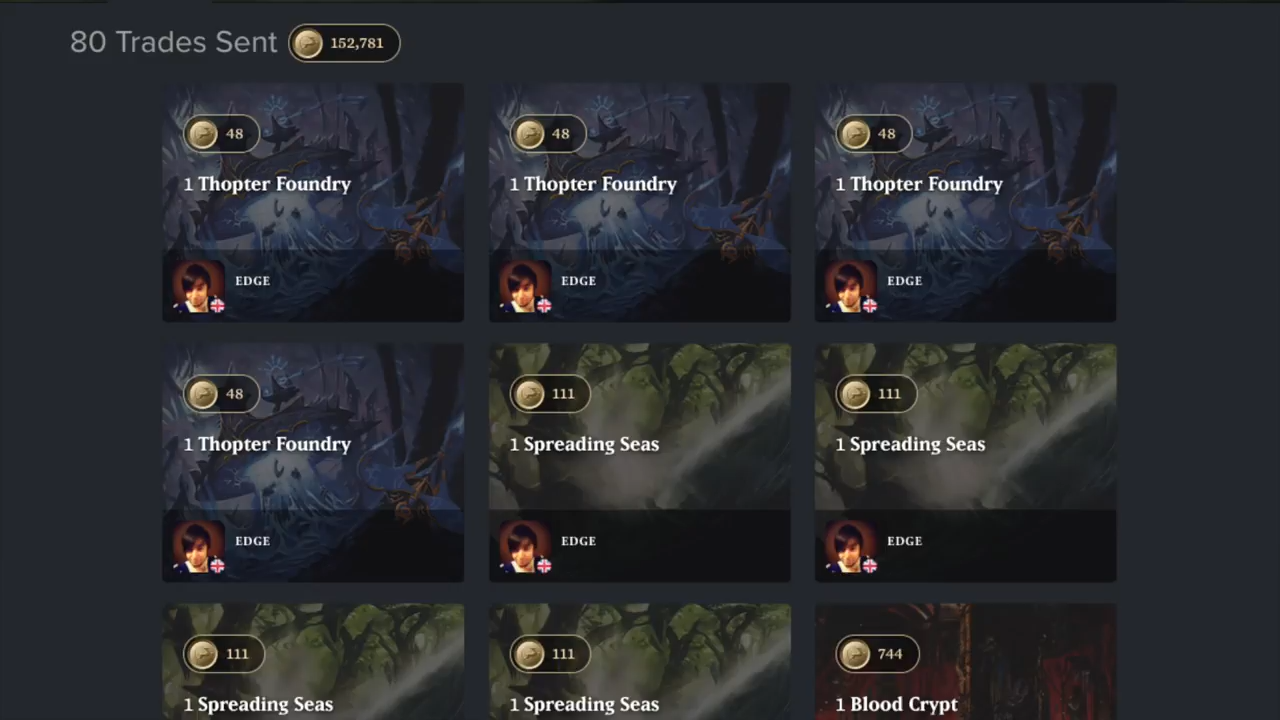 80 Trades Sent 152,781
48 48 48
1 Thopter Foundry 1 Thopter Foundry 1 Thopter Foundry
EDGE EDGE EDGE
48 111 111
1 Thopter Foundry 1 Spreading Seas 1 Spreading Seas
EDGE EDGE EDGE
111 111 744
1 Spreading Seas 1 Spreading Seas 1 Blood Crypt